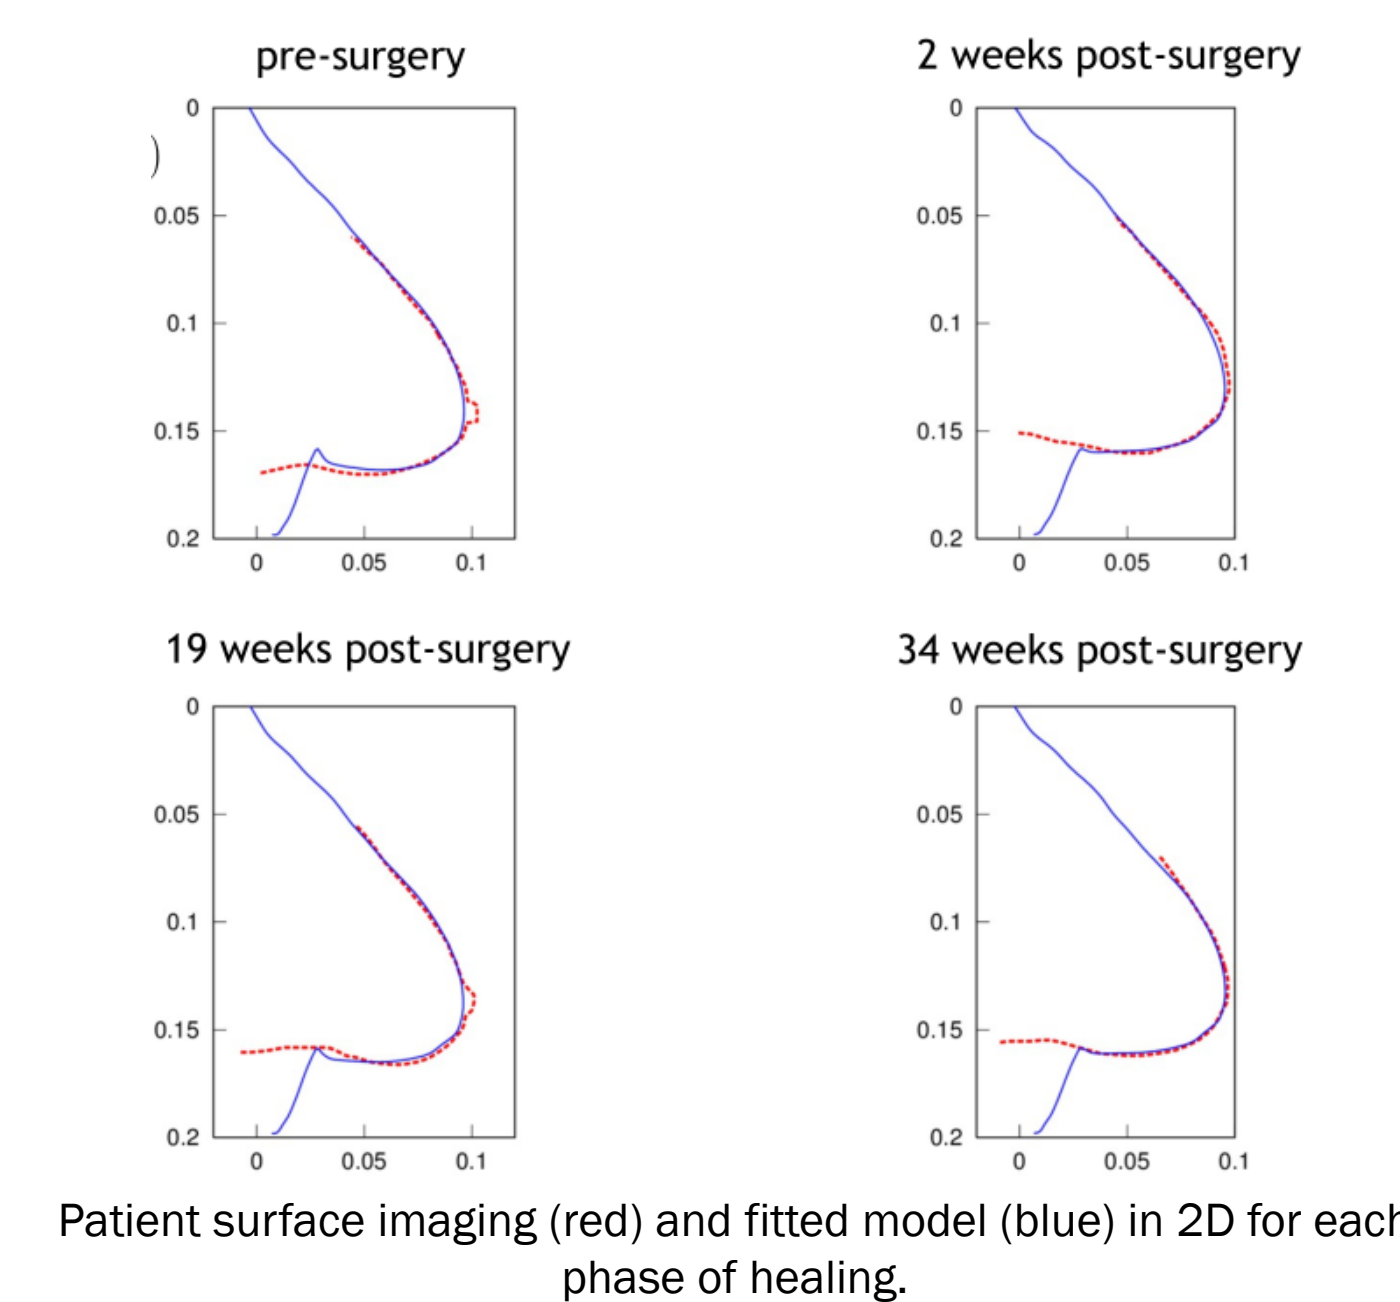 pre-surgery
2 weeks post-surgery
0
0.05
0.1
0.15
0.2
0 0.05 0.1
)
0
0.05
0.1
0.15
0.2
0 0.05 0.1
19 weeks post-surgery
34 weeks post-surgery
0
0.05
0.1
0.15
0.2
0 0.05 0.1
0
0.05
0.1
0.15
0.2
0 0.05 0.1
Patient surface imaging (red) and fitted model (blue) in 2D for each
phase of healing.